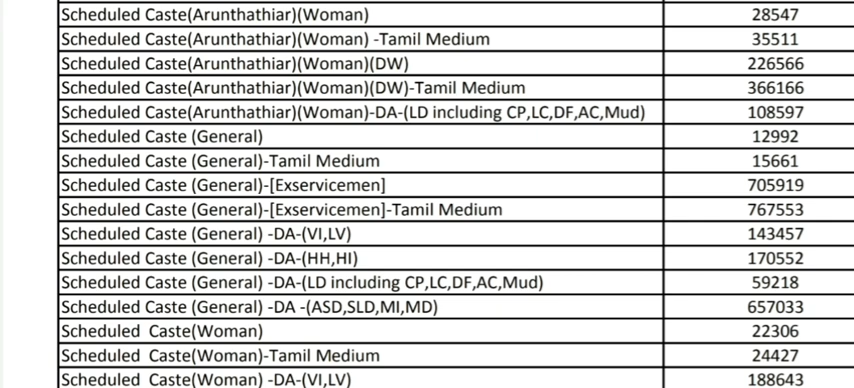 Scheduled Caste(Arunthathiar)(Woman) 28547
Scheduled Caste(Arunthathiar)(Woman) -Tamil Medium 35511
Scheduled Caste(Arunthathiar)(Woman)(DW) 226566
Scheduled Caste(Arunthathiar)(Woman)(DW)-Tamil Medium 366166
Scheduled Caste(Arunthathiar)(Woman)-DA-(LD including CP,LC,DF,AC,Mud) 108597
Scheduled Caste (General) 12992
Scheduled Caste (General)-Tamil Medium 15661
Scheduled Caste (General)-[Exservicemen] 705919
Scheduled Caste (General)-[Exservicemen]-Tamil Medium 767553
Scheduled Caste (General) -DA-(VI,LV) 143457
Scheduled Caste (General) -DA-(HH,HI) 170552
Scheduled Caste (General) -DA-(LD including CP,LC,DF,AC,Mud) 59218
Scheduled Caste (General) -DA -(ASD,SLD,MI,MD) 657033
Scheduled  Caste(Woman) 22306
Scheduled  Caste(Woman)-Tamil Medium 24427
Scheduled  Caste(Woman) -DA-(VI,LV) 188643